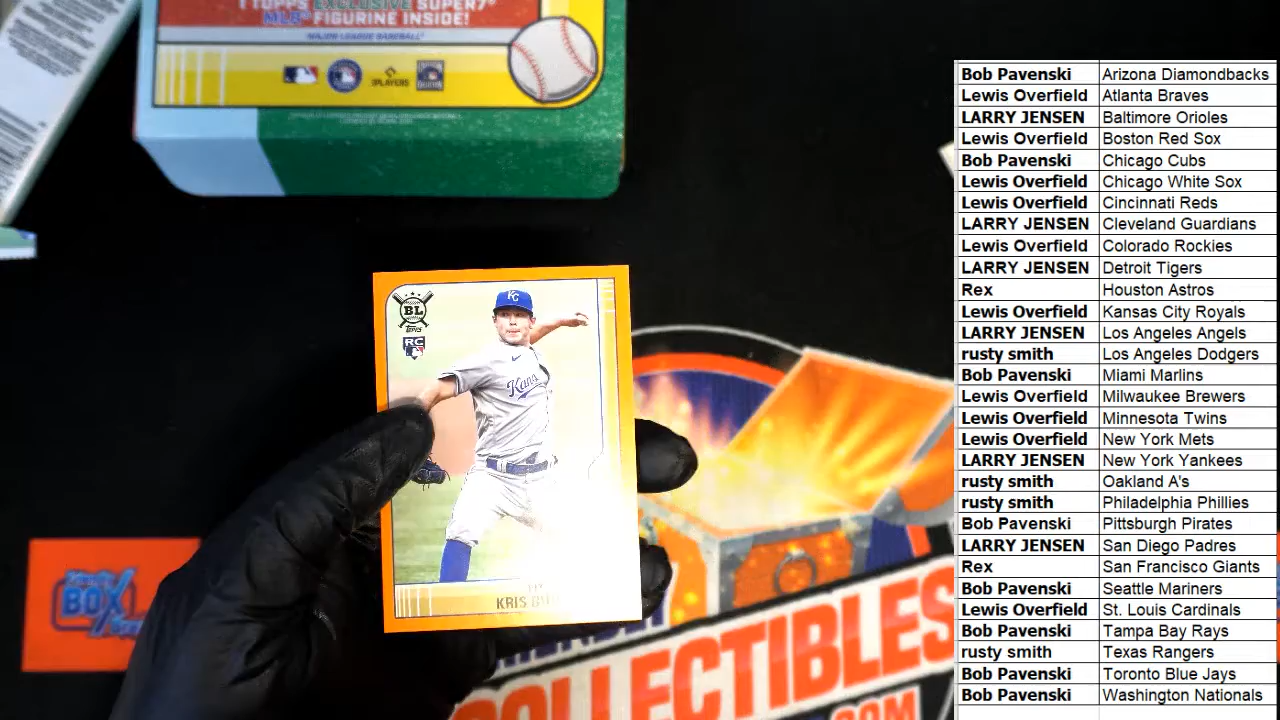 1 TOPPS EXCLUSIVE SUPER7
MLB FIGURINE INSIDE!
MAJOR LEAGUE BASEBALL
PLAYERS
BL
TOPPS
RC
KC
KRIS
BOX
COLLECTIBLES
.COM
Bob Pavenski Arizona Diamondbacks
Lewis Overfield Atlanta Braves
LARRY JENSEN Baltimore Orioles
Lewis Overfield Boston Red Sox
Bob Pavenski Chicago Cubs
Lewis Overfield Chicago White Sox
Lewis Overfield Cincinnati Reds
LARRY JENSEN Cleveland Guardians
Lewis Overfield Colorado Rockies
LARRY JENSEN Detroit Tigers
Rex Houston Astros
Lewis Overfield Kansas City Royals
LARRY JENSEN Los Angeles Angels
rusty smith Los Angeles Dodgers
Bob Pavenski Miami Marlins
Lewis Overfield Milwaukee Brewers
Lewis Overfield Minnesota Twins
Lewis Overfield New York Mets
LARRY JENSEN New York Yankees
rusty smith Oakland A's
rusty smith Philadelphia Phillies
Bob Pavenski Pittsburgh Pirates
LARRY JENSEN San Diego Padres
Rex San Francisco Giants
Bob Pavenski Seattle Mariners
Lewis Overfield St. Louis Cardinals
Bob Pavenski Tampa Bay Rays
rusty smith Texas Rangers
Bob Pavenski Toronto Blue Jays
Bob Pavenski Washington Nationals